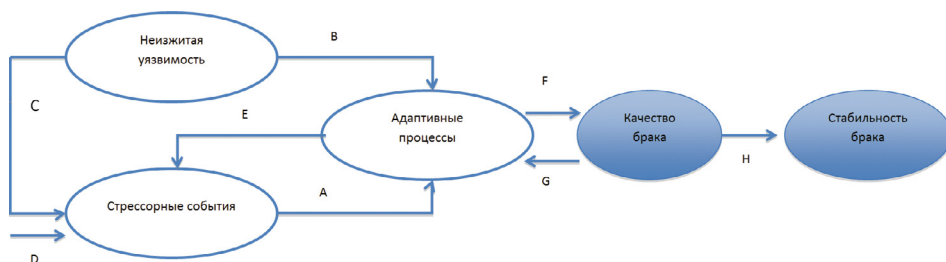 Неизжитая
уязвимость
B
C
E
Адаптивные
процессы
F
Качество
брака
Стабильность
брака
H
G
Стрессорные события
A
D